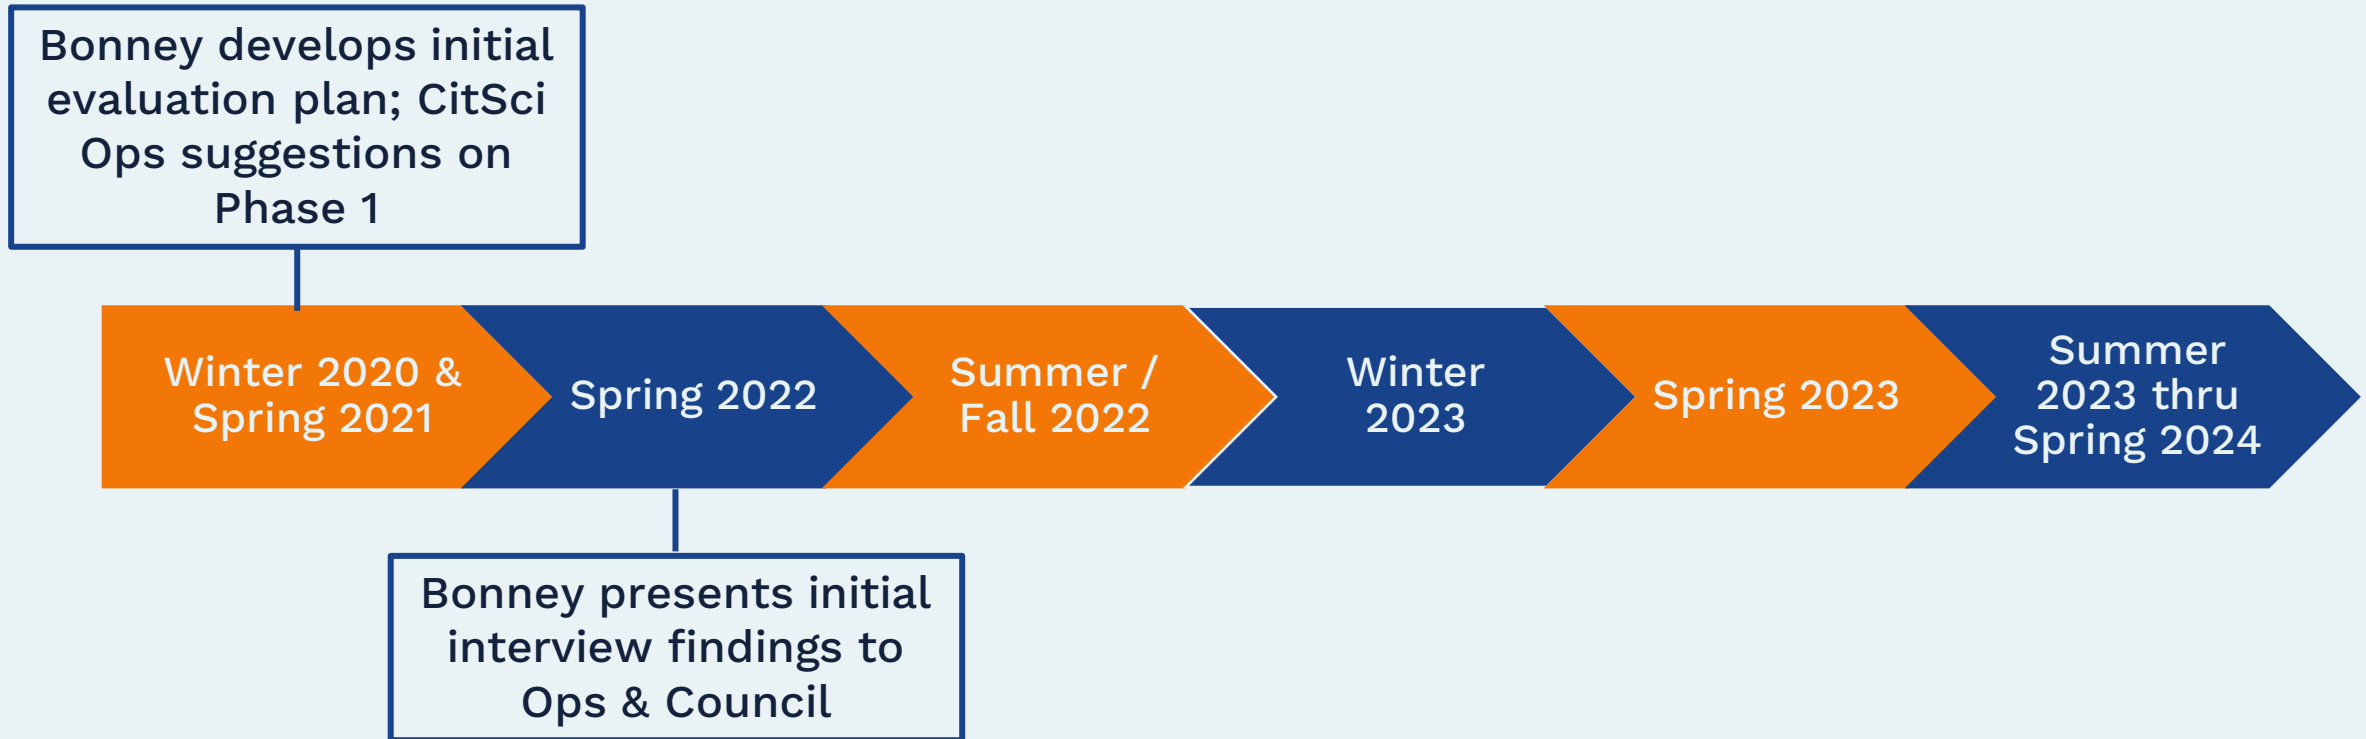 Bonney develops initial
evaluation plan; CitSci
Ops suggestions on
Phase 1
Winter 2020 &
Spring 2021
Spring 2022
Summer /
Fall 2022
Winter
2023
Spring 2023
Summer
2023 thru
Spring 2024
Bonney presents initial
interview findings to
Ops & Council